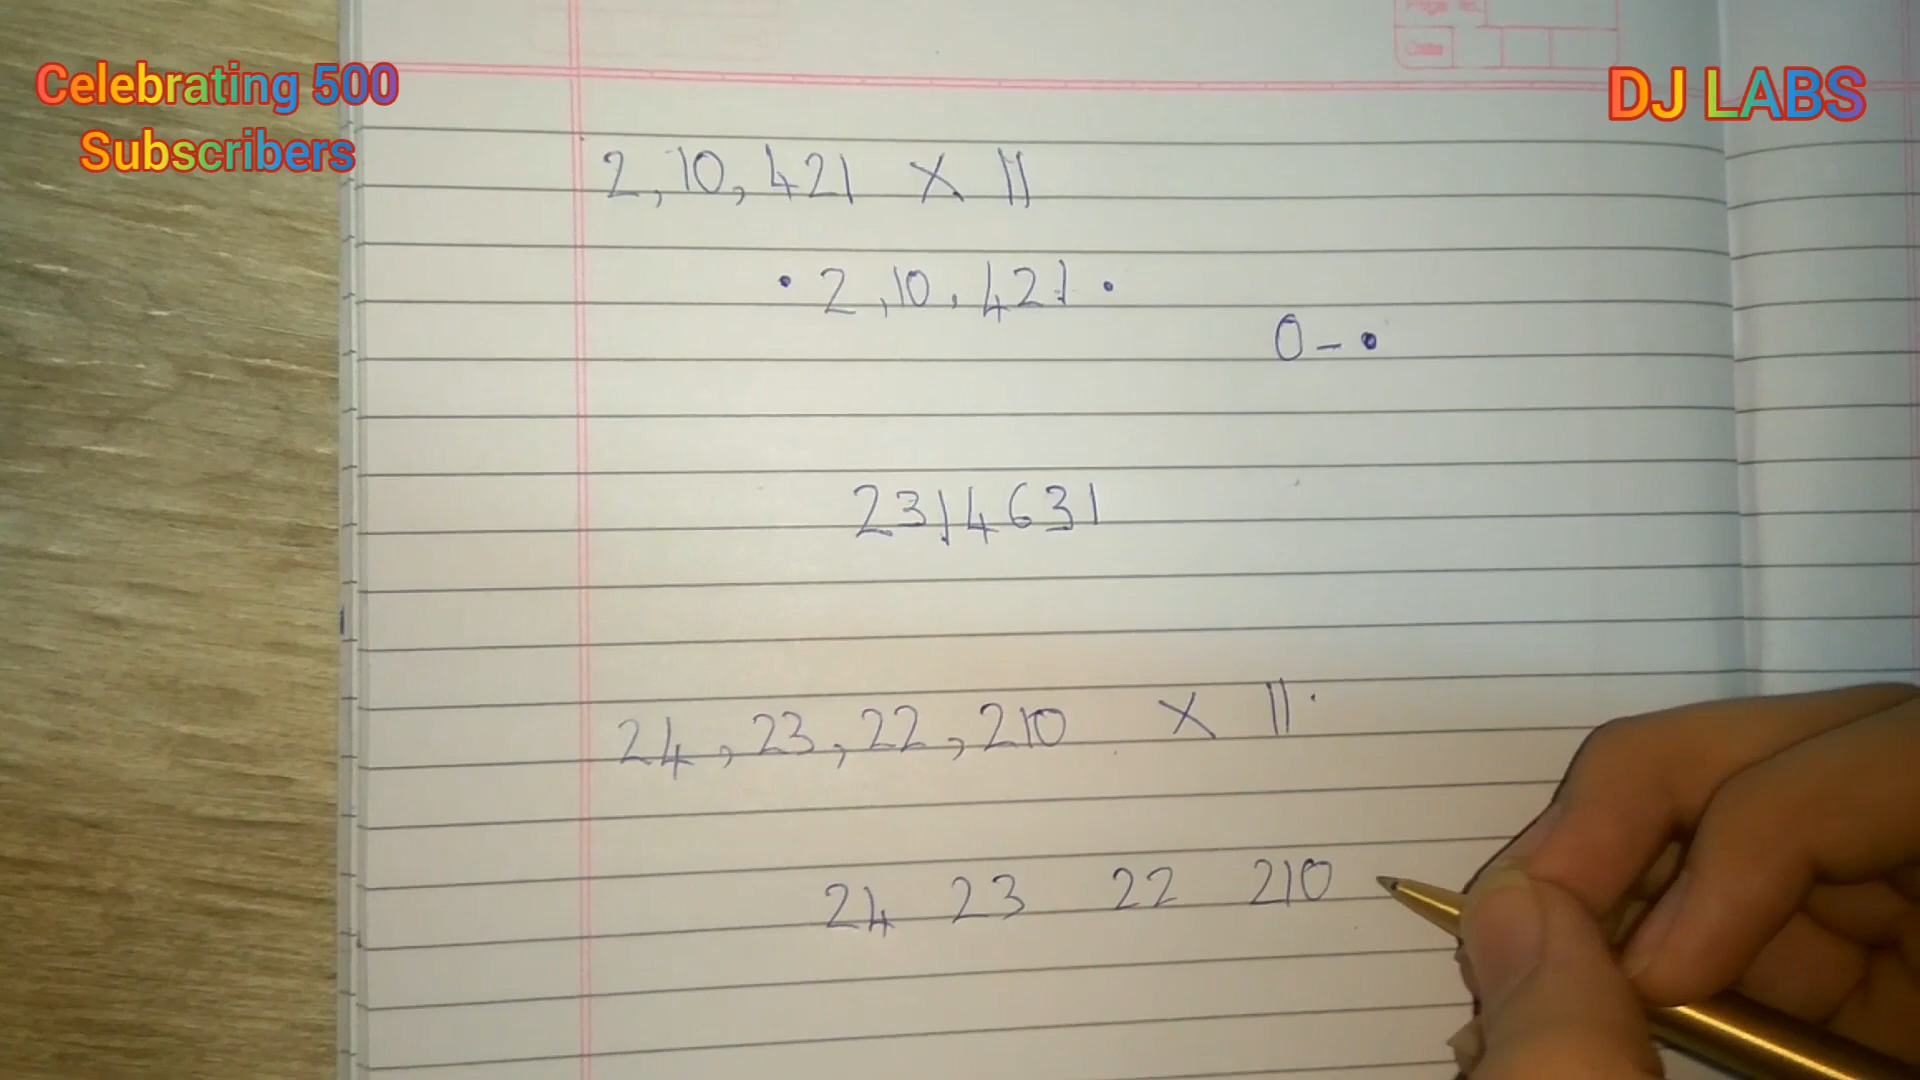 Celebrating 500
Subscribers
DJ LABS
Date
2,10,421 X 11
. 2,10,421 .
0 - •
2314631
24,23,22,210 X 11
24 23 22 210